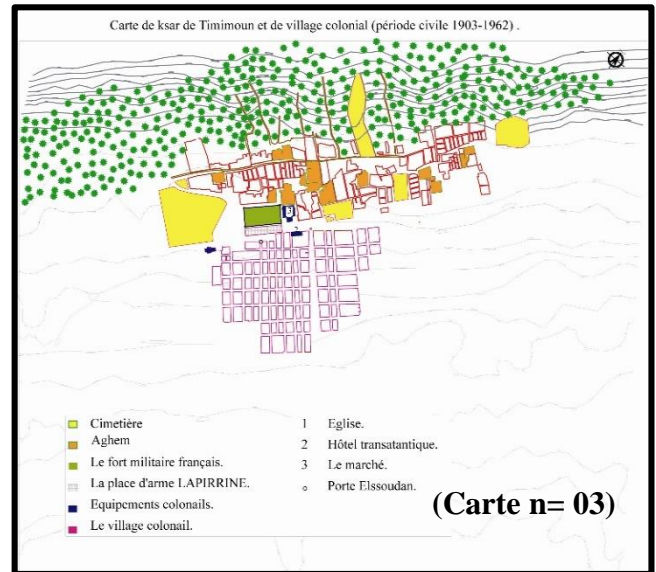 Carte de ksar de Timimoun et de village colonial (période civile 1903-1962) .
Cimetière
Aghem
Le fort militaire français.
La place d'arme LAPIRRINE.
Equipements colonails.
Le village colonail.
1 Eglise.
2 Hôtel transatantique.
3 Le marché.
Porte Elssoudan.
(Carte n= 03)